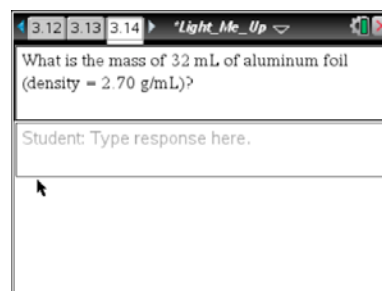 3.12 3.13 3.14 *Light_Me_Up
What is the mass of 32 mL of aluminum foil
(density = 2.70 g/mL)?
Student: Type response here.